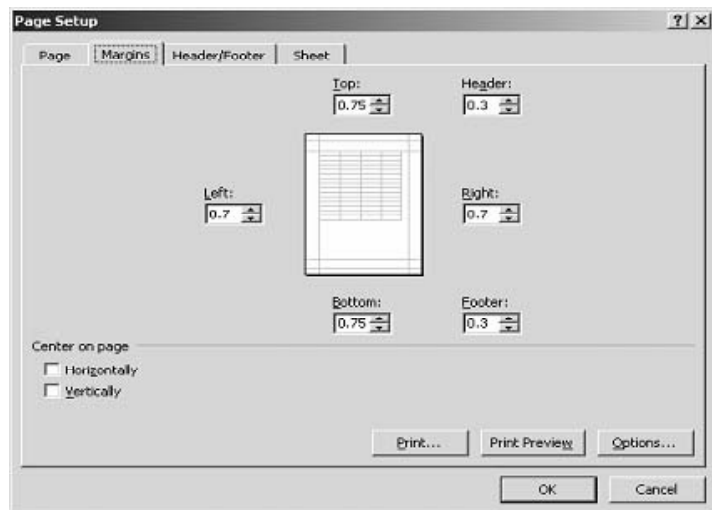 Page Setup
Page Margins Header/Footer Sheet
Top: Header:
0.75 0.3
Left: Right:
0.7 0.7
Bottom: Footer:
0.75 0.3
Center on page
Horizontally
Vertically
Print... Print Preview Options...
OK Cancel